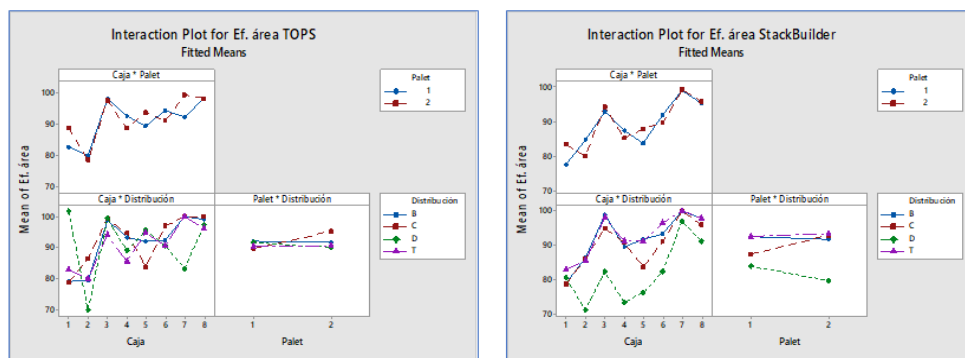 Interaction Plot for Ef. área TOPS
Fitted Means
Caja * Palet
Palet
1
2
100
90
80
70
Mean of Ef. área
Caja * Distribución
Palet * Distribución
Distribución
B
C
D
T
100
90
80
70
1 2 3 4 5 6 7 8
1 2
Caja
Palet
Interaction Plot for Ef. área StackBuilder
Fitted Means
Caja * Palet
Palet
1
2
100
90
80
70
Mean of Ef. área
Caja * Distribución
Palet * Distribución
Distribución
B
C
D
T
100
90
80
70
1 2 3 4 5 6 7 8
1 2
Caja
Palet